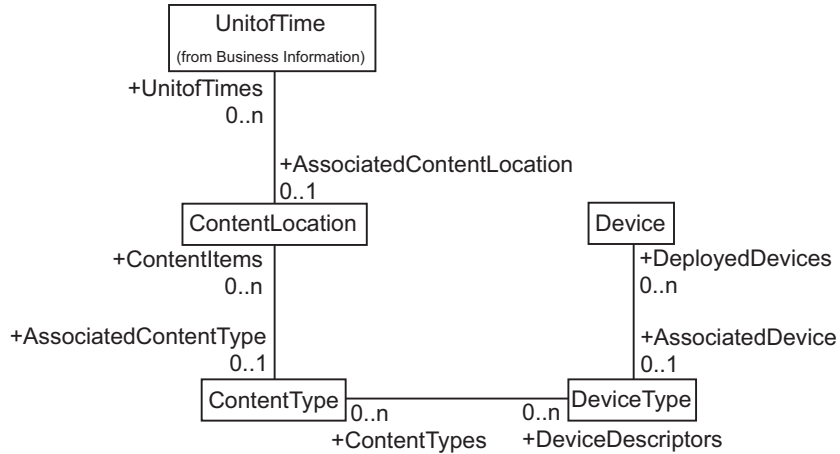 UnitofTime
(from Business Information)
+UnitofTimes
0..n
+AssociatedContentLocation
0..1
ContentLocation
Device
+ContentItems
0..n
+DeployedDevices
0..n
+AssociatedContentType
0..1
+AssociatedDevice
0..1
ContentType
DeviceType
0..n
0..n
+ContentTypes
+DeviceDescriptors